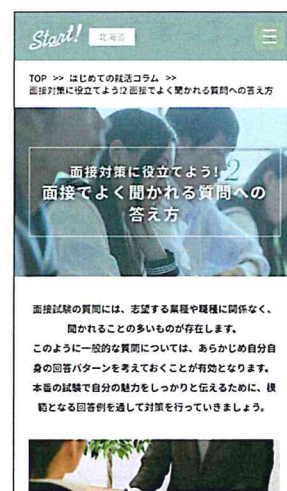 Start!
北海道
TOP >> はじめての就活コラム >>
面接対策に役立てよう!2 面接でよく聞かれる質問への答え方
面接対策に役立てよう! 2
面接でよく聞かれる質問への
答え方
面接試験の質問には、志望する業種や職種に関係なく、
聞かれることの多いものが存在します。
このように一般的な質問については、あらかじめ自分自
身の回答パターンを考えておくことが有効となります。
本番の試験で自分の魅力をしっかりと伝えるために、模
範となる回答例を通して対策を行っていきましょう。